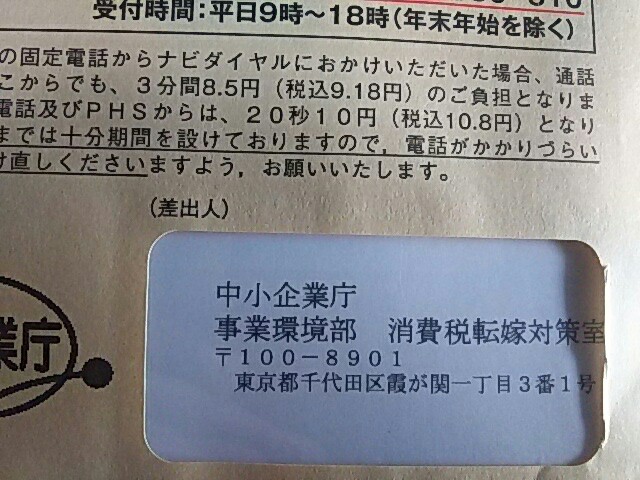 受付時間:平日9時～18時(年末年始を除く)
の固定電話からナビダイヤルにおかけいただいた場合、通話
こからでも、3分間8.5円(税込9.18円)のご負担となりま
電話及びPHSからは、20秒10円(税込10.8円)となり
までは十分期間を設けておりますので，電話がかかりづらい
け直しくださいますよう，お願いいたします。
(差出人)
中小企業庁
事業環境部　消費税転嫁対策室
〒100－8901
東京都千代田区霞が関一丁目3番1号
業庁